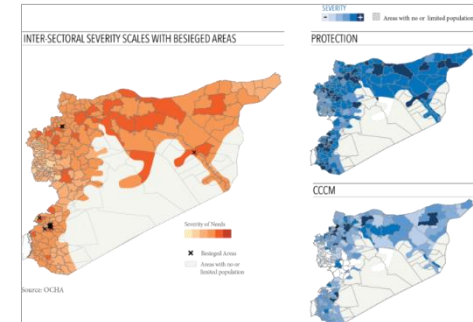 SEVERITY
- +
Areas with no or limited population
INTER-SECTORAL SEVERITY SCALES WITH BESIEGED AREAS
PROTECTION
Severity of Needs
Besieged Areas
Areas with no or
limited population
CCCM
Source: OCHA